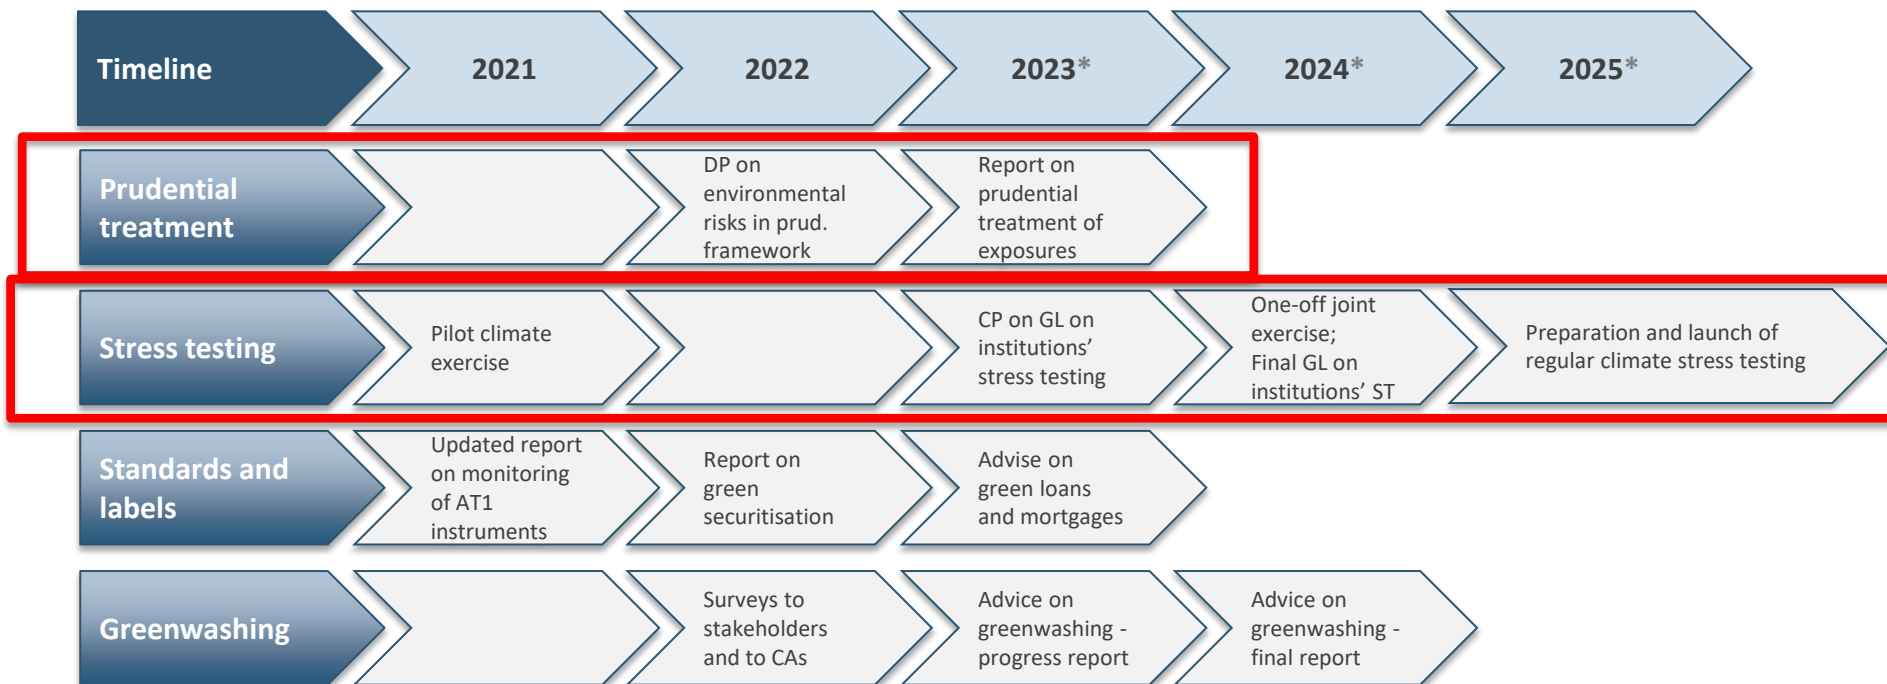 Timeline
2021
2022
2023*
2024*
2025*
Prudential
treatment
DP on
environmental
risks in prud.
framework
Report on
prudential
treatment of
exposures
Stress testing
Pilot climate
exercise
CP on GL on
institutions’
stress testing
One-off joint
exercise;
Final GL on
institutions’ ST
Preparation and launch of
regular climate stress testing
Standards and
labels
Updated report
on monitoring
of AT1
instruments
Report on
green
securitisation
Advise on
green loans
and mortgages
Greenwashing
Surveys to
stakeholders
and to CAs
Advice on
greenwashing -
progress report
Advice on
greenwashing -
final report